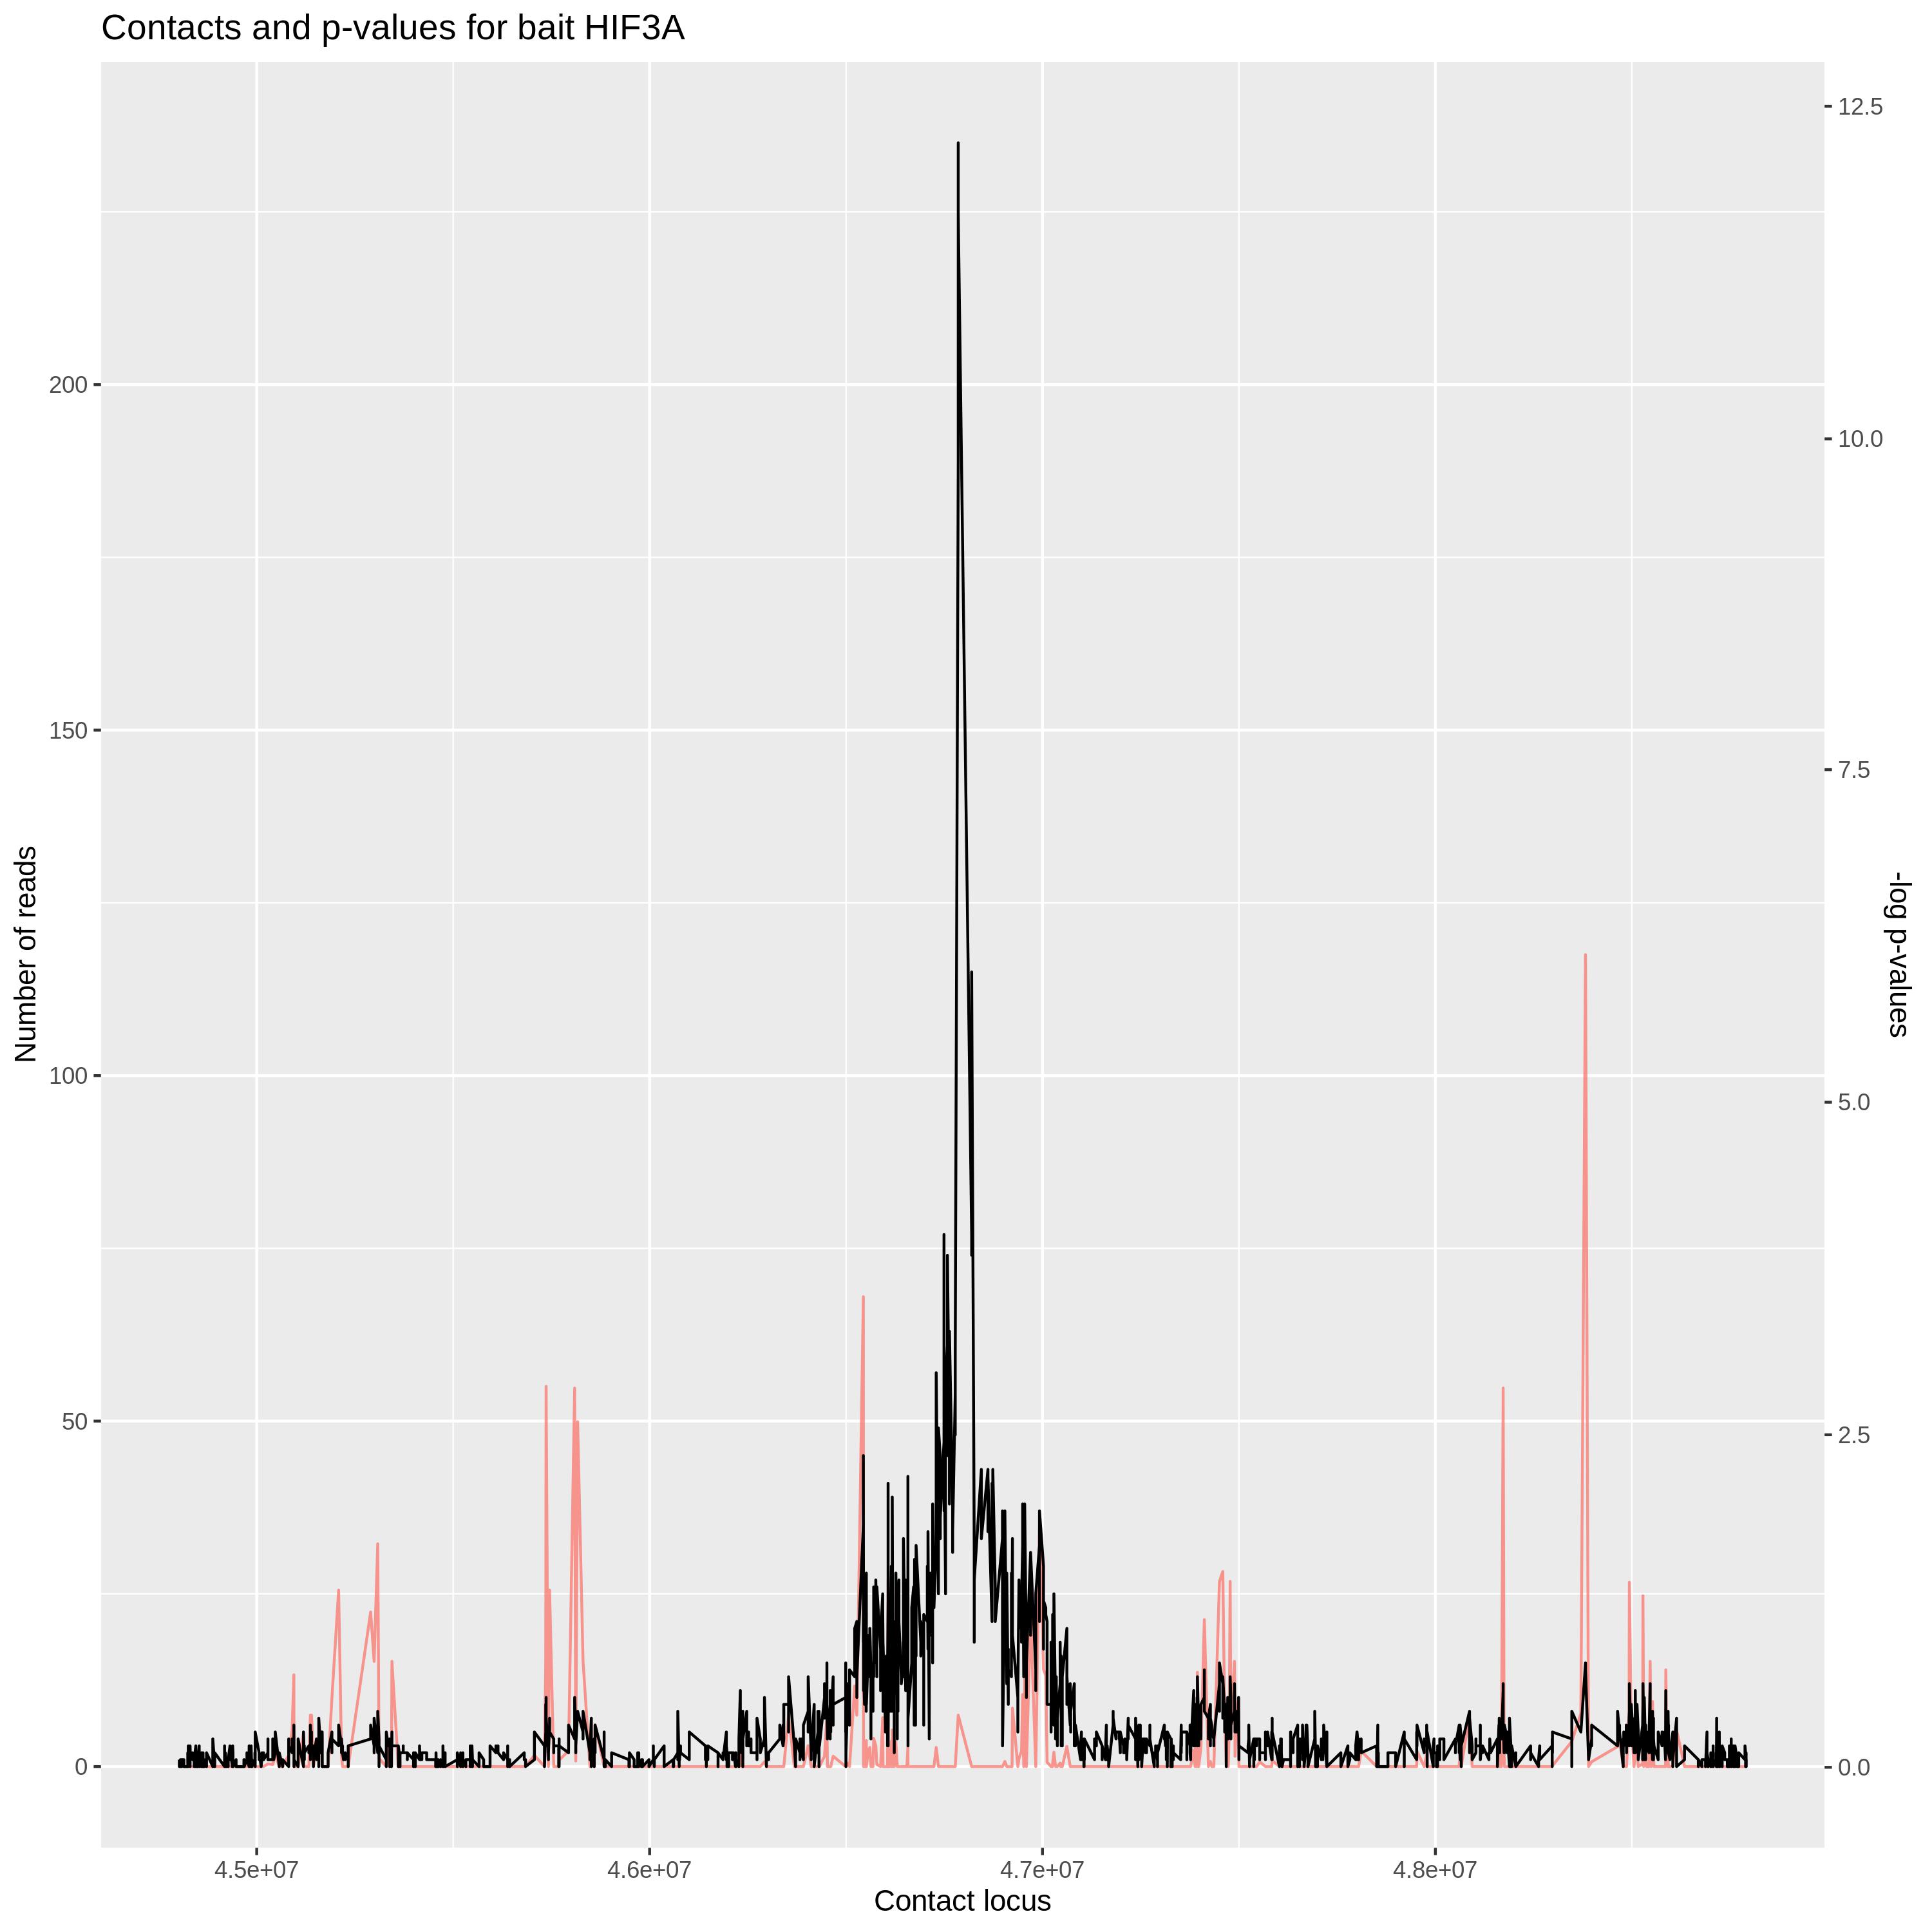 Contacts and p-values for bait HIF3A
Number of reads
200
150
100
50
0
12.5
10.0
7.5
5.0
2.5
0.0
-log p-values
4.5e+07
4.6e+07
4.7e+07
4.8e+07
Contact locus